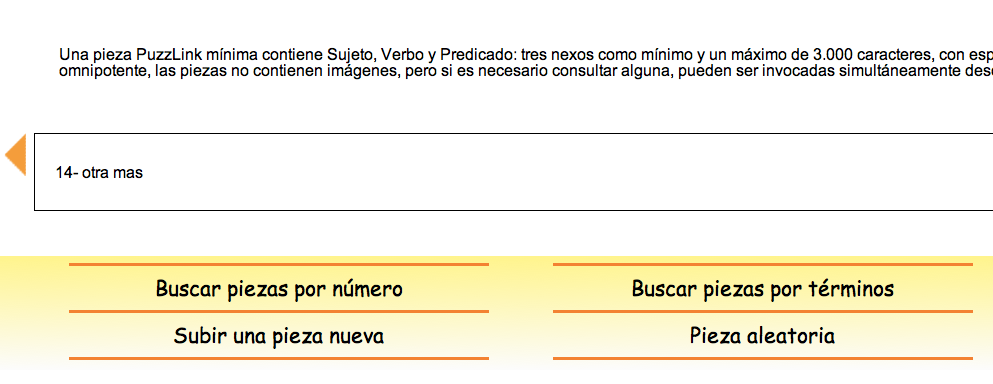 Una pieza PuzzLink mínima contiene Sujeto, Verbo y Predicado: tres nexos como mínimo y un máximo de 3.000 caracteres, con esp
omnipotente, las piezas no contienen imágenes, pero si es necesario consultar alguna, pueden ser invocadas simultáneamente des
14- otra mas
Buscar piezas por número
Buscar piezas por términos
Subir una pieza nueva
Pieza aleatoria